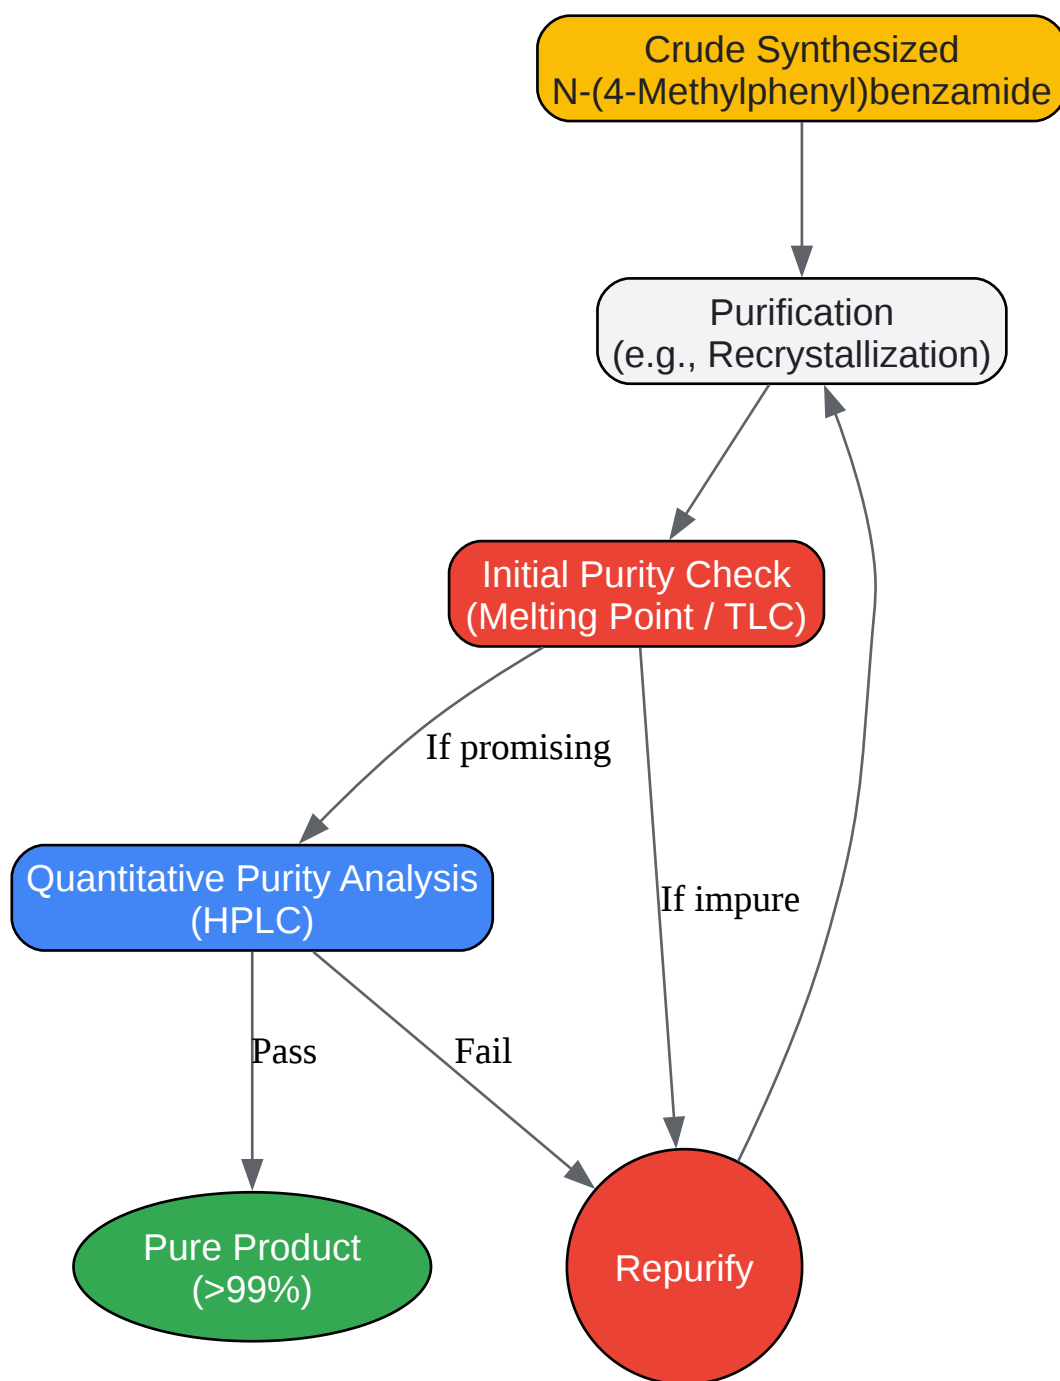 Crude Synthesized
N-(4-Methylphenyl)benzamide
Purification
(e.g., Recrystallization)
Initial Purity Check
(Melting Point / TLC)
If promising
Quantitative Purity Analysis
(HPLC)
If impure
Pass
Fail
Pure Product
(>99%)
Repurify